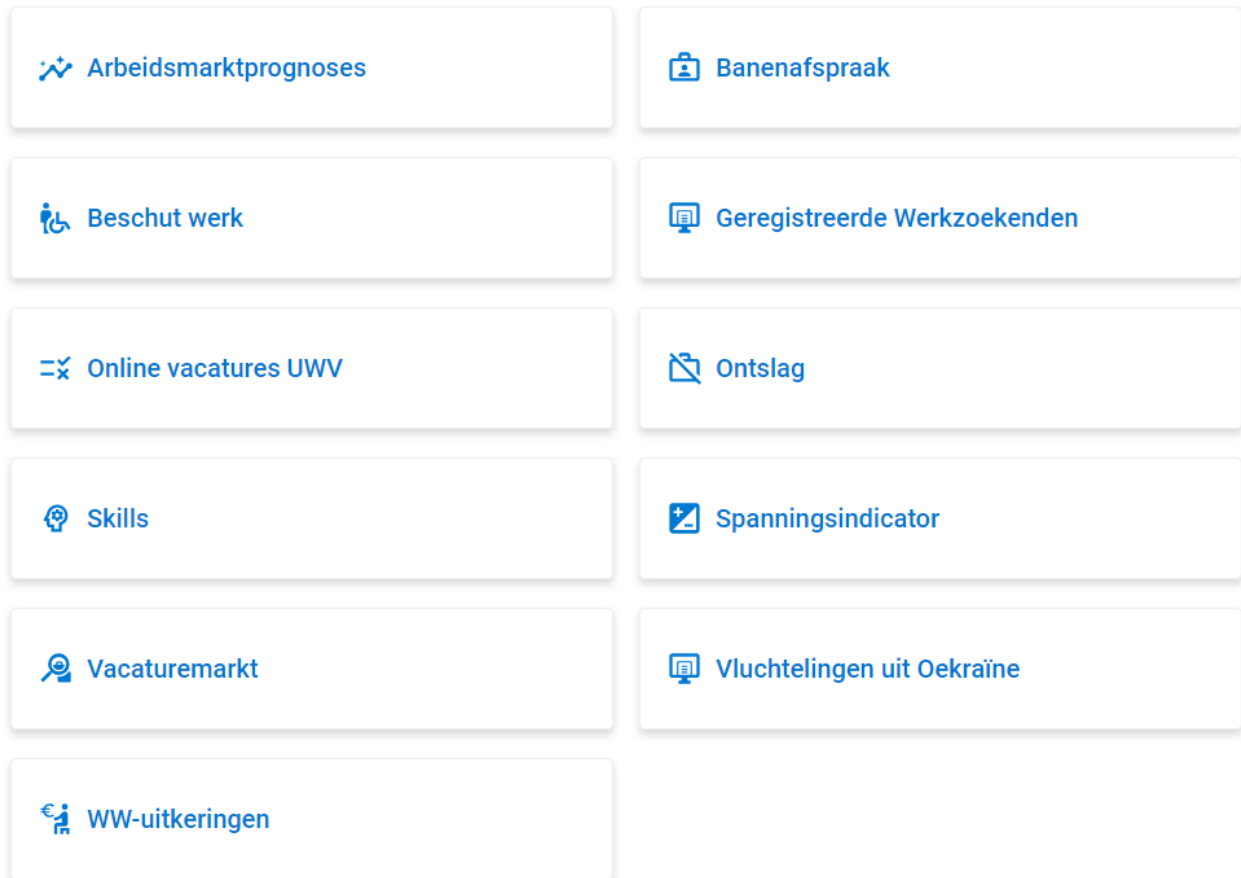 Arbeidsmarktprognoses
Banenafspraak
Beschut werk
Geregistreerde Werkzoekenden
Online vacatures UWV
Ontslag
Skills
Spanningsindicator
Vacaturemarkt
Vluchtelingen uit Oekraïne
WW-uitkeringen